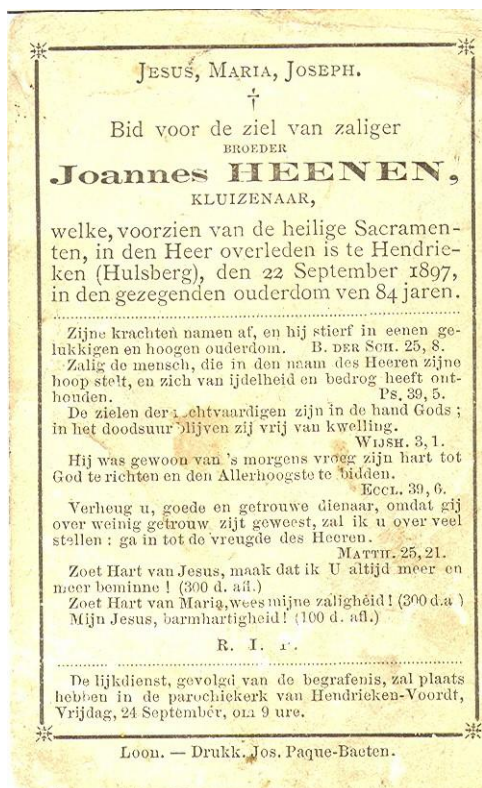 Jesus, Maria, Joseph.
†
Bid voor de ziel van zaliger
BROEDER
Joannes HEENEN,
KLUIZENAAR,
welke, voorzien van de heilige Sacramen-
ten, in den Heer overleden is te Hendrie-
ken (Hulsberg), den 22 September 1897,
in den gezegenden ouderdom ven 84 jaren.
Zijne krachten namen af, en hij stierf in eenen ge-
lukkigen en hoogen ouderdom. B. DER SCH. 25, 8.
Zalig de mensch, die in den naam des Heeren zijne
hoop stelt, en zich van ijdelheid en bedrog heeft ont-
houden. Ps. 39, 5.
De zielen der rechtvaardigen zijn in de hand Gods ;
in het doodsuur blijven zij vrij van kwelling.
WIJSH. 3, 1.
Hij was gewoon van 's morgens vroeg zijn hart tot
God te richten en den Allerhoogste te bidden.
ECCL. 39, 6.
Verheug u, goede en getrouwe dienaar, omdat gij
over weinig getrouw zijt geweest, zal ik u over veel
stellen : ga in tot de vreugde des Heeren.
MATTH. 25, 21.
Zoet Hart van Jesus, maak dat ik U altijd meer en
meer beminne ! (300 d. afl.)
Zoet Hart van Maria, wees mijne zaligheid ! (300 d.a )
Mijn Jesus, barmhartigheid ! (100 d. afl.)
R. I. P.
De lijkdienst, gevolgd van de begrafenis, zal plaats
hebben in de parochiekerk van Hendrieken-Voordt,
Vrijdag, 24 September, om 9 ure.
Loon. — Drukk. Jos. Paque-Baeten.